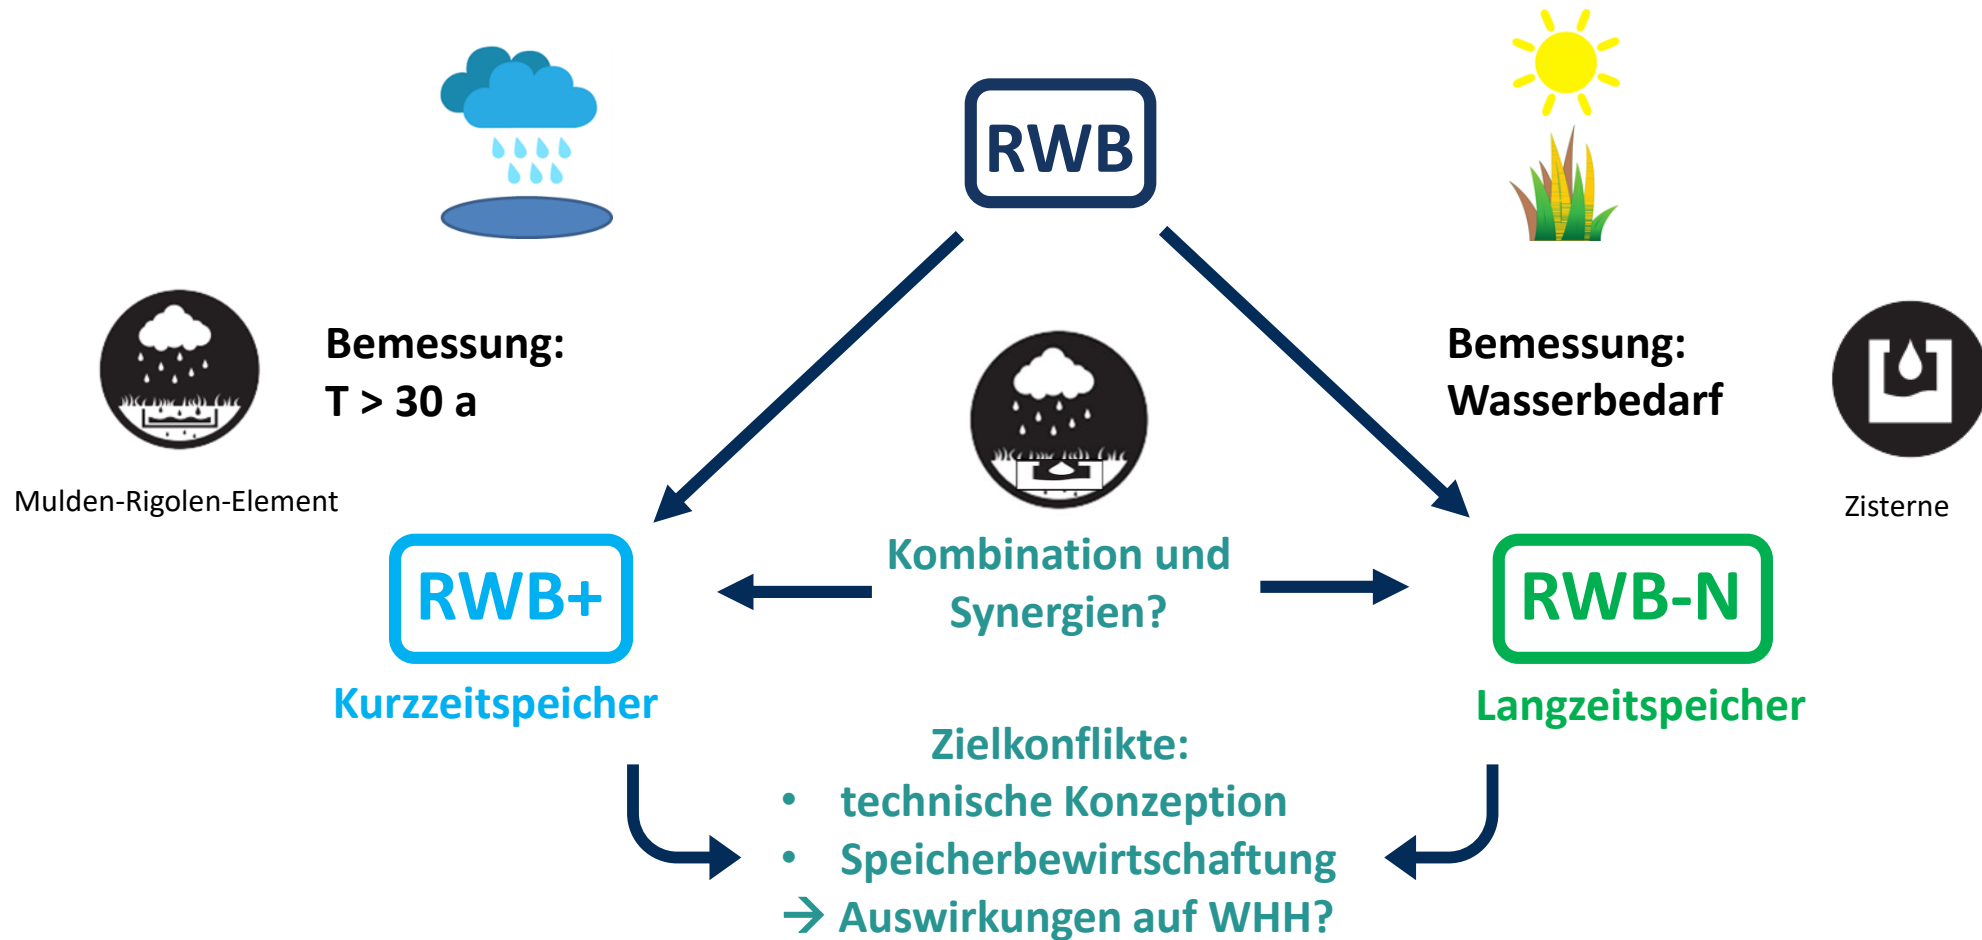 RWB
Bemessung:
T > 30 a
Mulden-Rigolen-Element
Bemessung:
Wasserbedarf
Zisterne
RWB+
Kurzzeitspeicher
Kombination und
Synergien?
RWB-N
Langzeitspeicher
Zielkonflikte:
• technische Konzeption
• Speicherbewirtschaftung
→ Auswirkungen auf WHH?